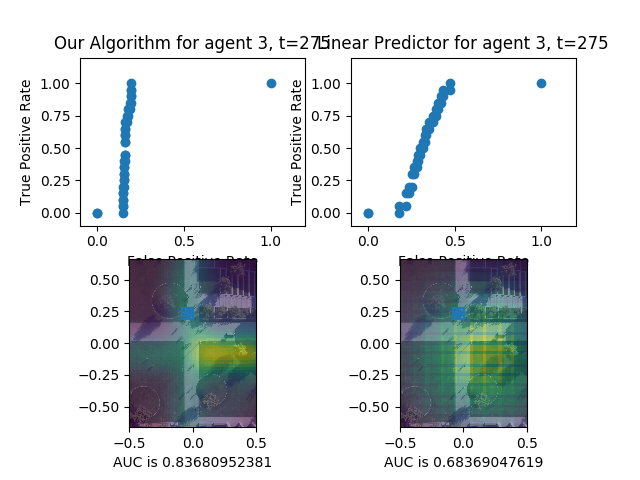 Our Algorithm for agent 3, t=275
Linear Predictor for agent 3, t=275
True Positive Rate
1.00
0.75
0.50
0.25
0.00
0.0 0.5 1.0
False Positive Rate
True Positive Rate
1.00
0.75
0.50
0.25
0.00
0.0 0.5 1.0
False Positive Rate
0.50
0.25
0.00
−0.25
−0.50
−0.5 0.0 0.5
AUC is 0.83680952381
0.50
0.25
0.00
−0.25
−0.50
−0.5 0.0 0.5
AUC is 0.68369047619